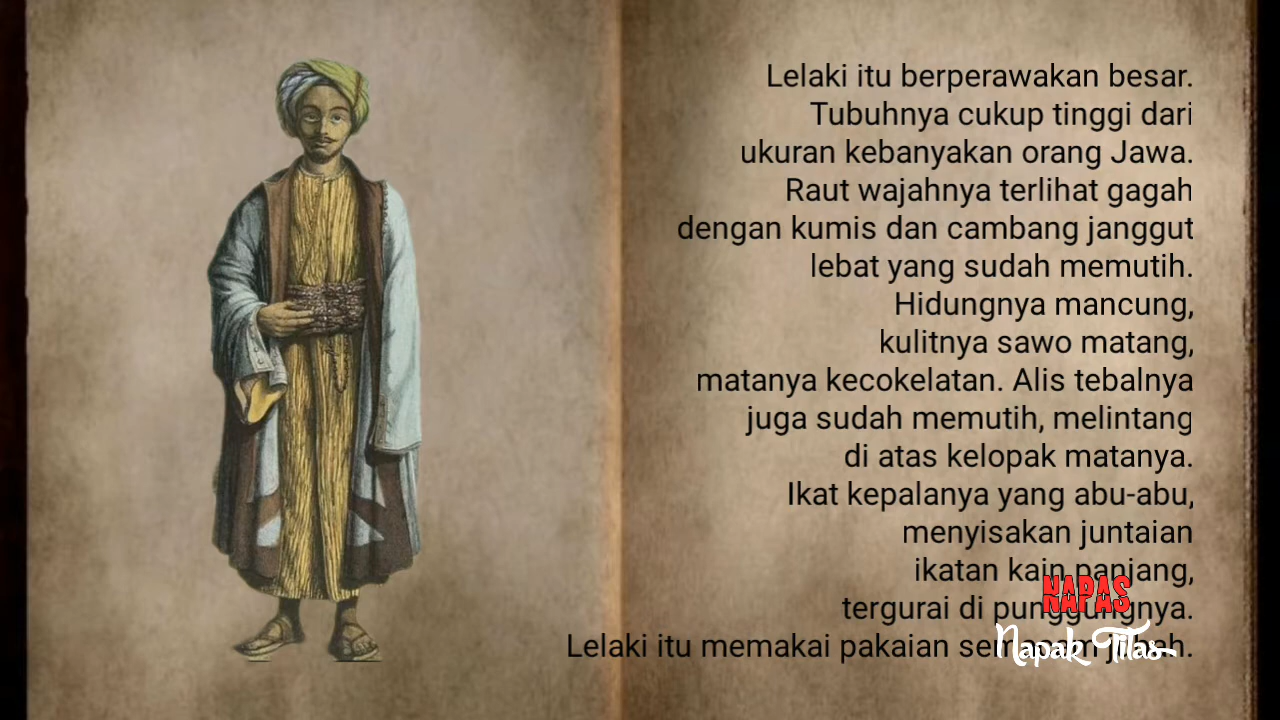 Lelaki itu berperawakan besar.
Tubuhnya cukup tinggi dari
ukuran kebanyakan orang Jawa.
Raut wajahnya terlihat gagah
dengan kumis dan cambang janggut
lebat yang sudah memutih.
Hidungnya mancung,
kulitnya sawo matang,
matanya kecokelatan. Alis tebalnya
juga sudah memutih, melintang
di atas kelopak matanya.
Ikat kepalanya yang abu-abu,
menyisakan juntaian
ikatan kain panjang,
tergurai di punggungnya.
Lelaki itu memakai pakaian semacam jubah.
NAPAS
Napak Tilas